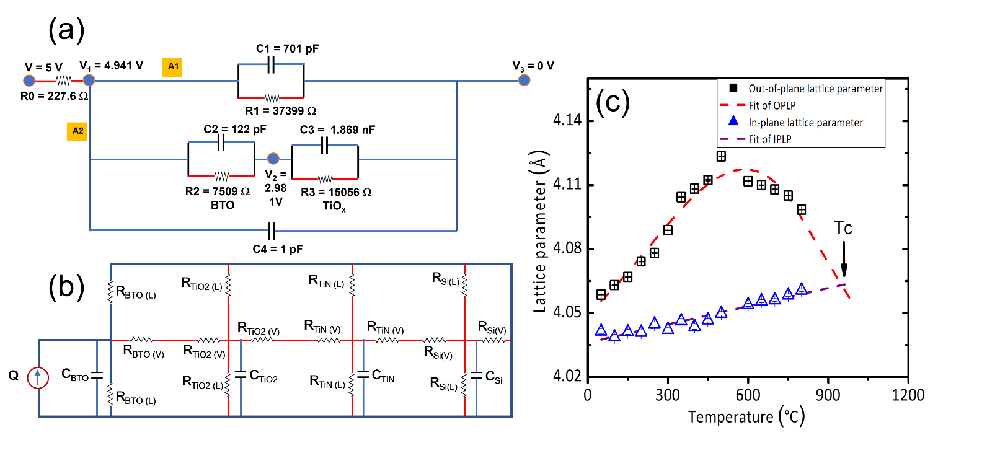 (a)
C1 = 701 pF
V = 5 V
V1 = 4.941 V
A1
V3 = 0 V
R0 = 227.6 Ω
R1 = 37399 Ω
A2
C2 = 122 pF
C3 = 1.869 nF
V2 =
2.98
1V
R2 = 7509 Ω
BTO
R3 = 15056 Ω
TiOx
C4 = 1 pF
(b)
RBTO (L)
RTiO2 (L)
RTiN (L)
RSi(L)
RBTO (V)
RTiO2 (V)
RTiO2 (V)
RTiN (V)
RTiN (V)
RSi(V)
RSi(V)
Q
CBTO
RBTO (L)
RTiO2 (L)
CTiO2
RTiN (L)
CTiN
RSi(L)
CSi
(c)
Out-of-plane lattice parameter
Fit of OPLP
In-plane lattice parameter
Fit of IPLP
Tc
Lattice parameter (Å)
4.14
4.11
4.08
4.05
4.02
0
300
600
900
1200
Temperature (°C)